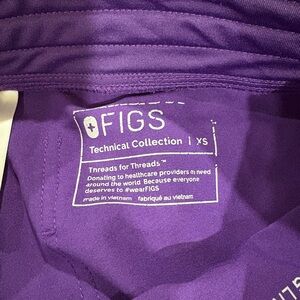 FIGS
Technical Collection | XS
Threads for Threads™
Donating to healthcare providers in need
around the world Because everyone
deserves to #wearFIGS
made in vietnam fabriqué au vietnam